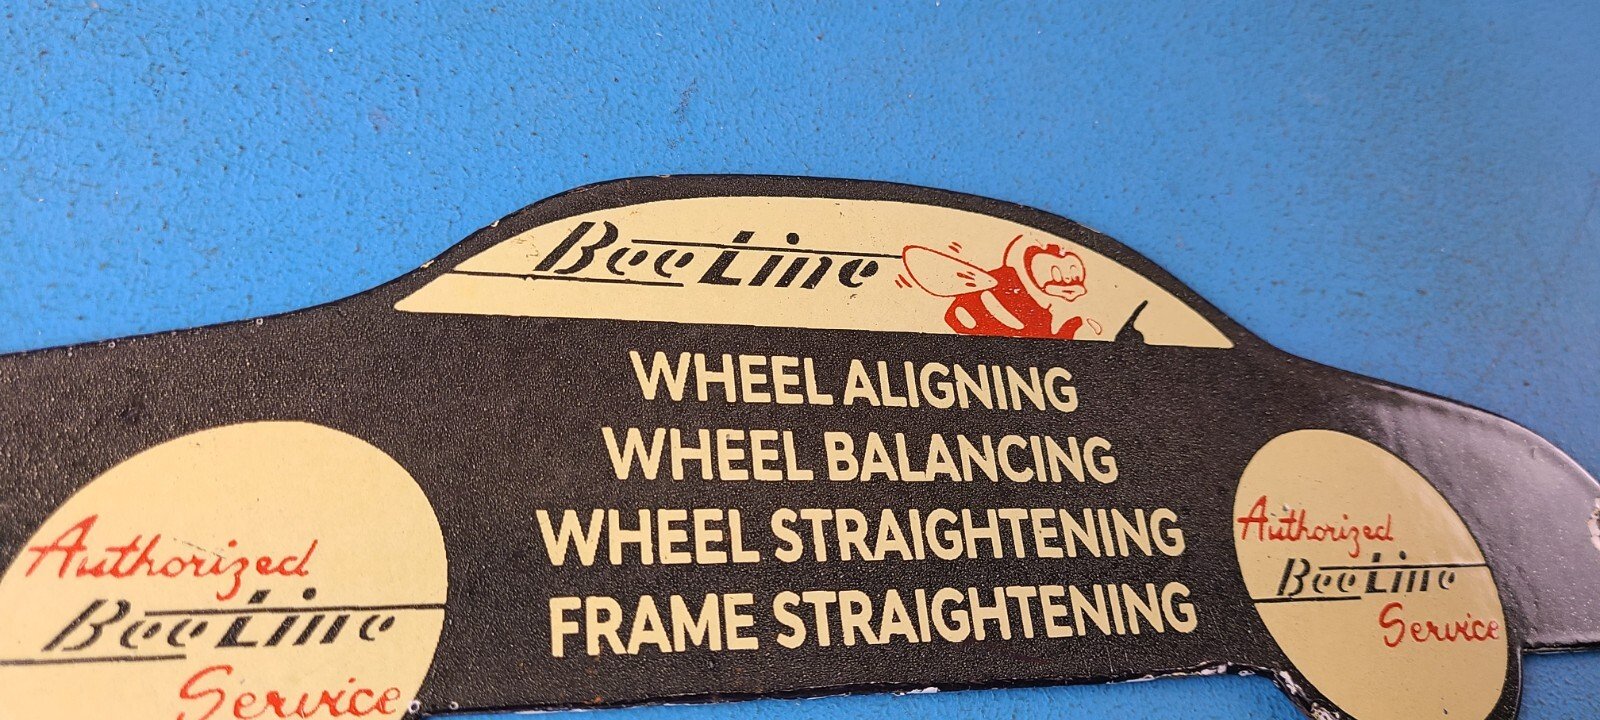 Bee Line
WHEEL ALIGNING
WHEEL BALANCING
WHEEL STRAIGHTENING
FRAME STRAIGHTENING
Authorized
Bee Line
Service
Authorized
Bee Line
Service